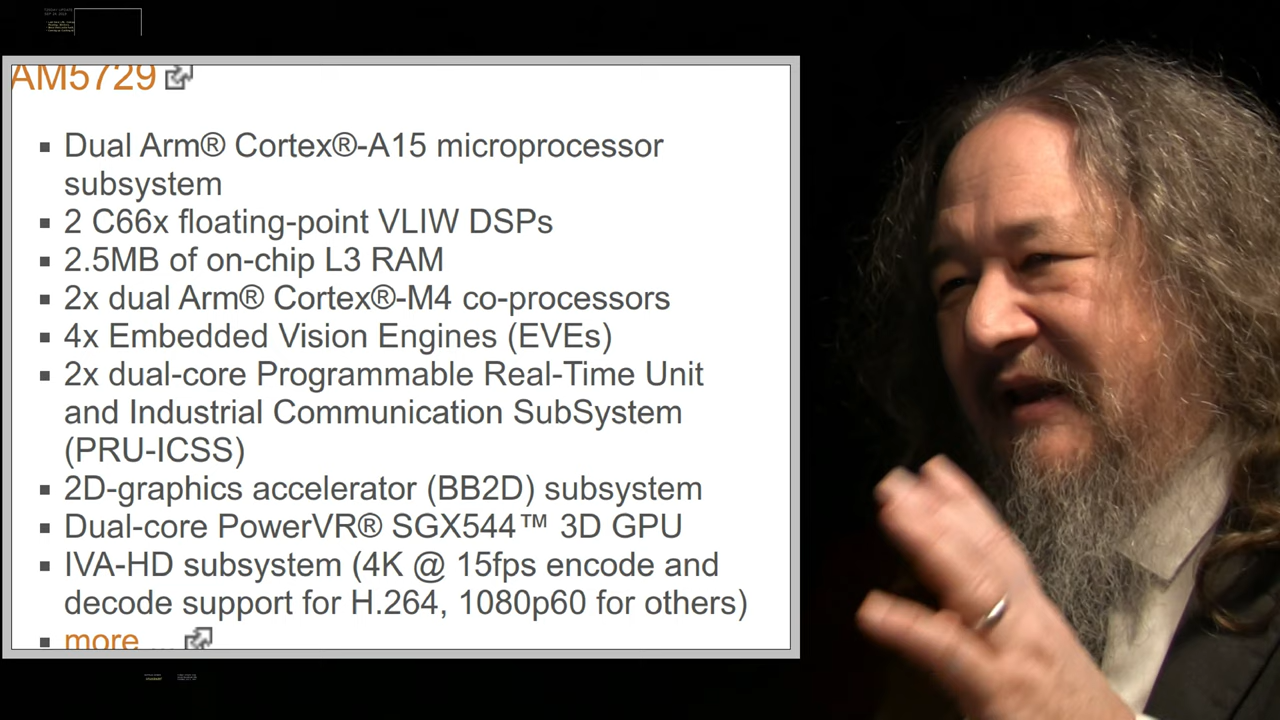 AM5729
▪ Dual Arm® Cortex®-A15 microprocessor
subsystem
▪ 2 C66x floating-point VLIW DSPs
▪ 2.5MB of on-chip L3 RAM
▪ 2x dual Arm® Cortex®-M4 co-processors
▪ 4x Embedded Vision Engines (EVEs)
▪ 2x dual-core Programmable Real-Time Unit
and Industrial Communication SubSystem
(PRU-ICSS)
▪ 2D-graphics accelerator (BB2D) subsystem
▪ Dual-core PowerVR® SGX544™ 3D GPU
▪ IVA-HD subsystem (4K @ 15fps encode and
decode support for H.264, 1080p60 for others)
▪ more ...